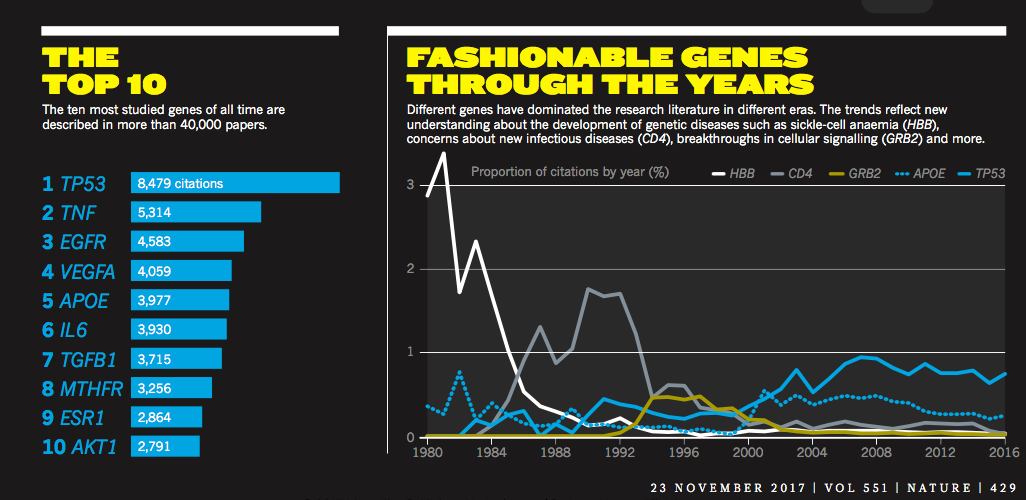 THE
TOP 10
The ten most studied genes of all time are
described in more than 40,000 papers.
1 TP53 8,479 citations
2 TNF 5,314
3 EGFR 4,583
4 VEGFA 4,059
5 APOE 3,977
6 IL6 3,930
7 TGFB1 3,715
8 MTHFR 3,256
9 ESR1 2,864
10 AKT1 2,791
FASHIONABLE GENES
THROUGH THE YEARS
Different genes have dominated the research literature in different eras. The trends reflect new
understanding about the development of genetic diseases such as sickle-cell anaemia (HBB),
concerns about new infectious diseases (CD4), breakthroughs in cellular signalling (GRB2) and more.
Proportion of citations by year (%) HBB CD4 GRB2 APOE TP53
3
2
1
0
1980 1984 1988 1992 1996 2000 2004 2008 2012 2016
23 NOVEMBER 2017 | VOL 551 | NATURE | 429